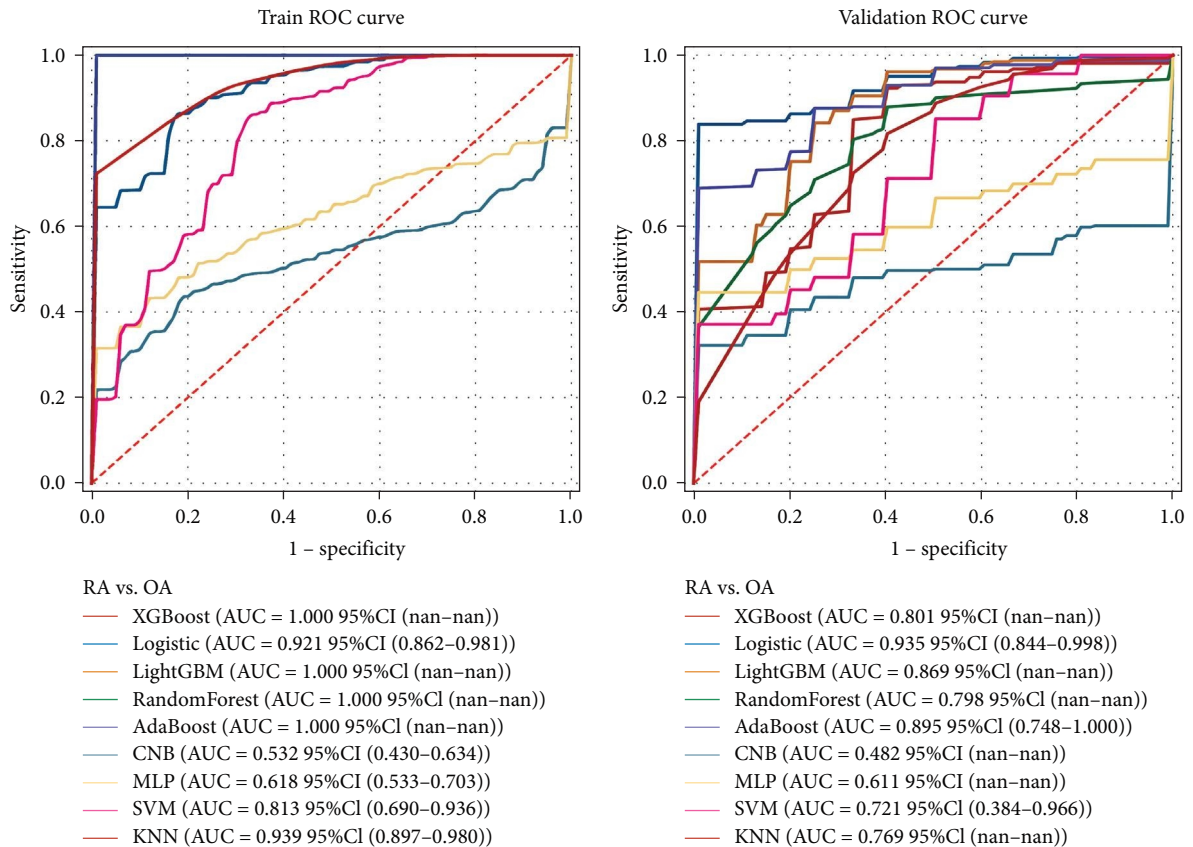 Train ROC curve
1.0
0.8
0.6
0.4
0.2
0.0
Sensitivity
0.0 0.2 0.4 0.6 0.8 1.0
1 – specificity
RA vs. OA
XGBoost (AUC = 1.000 95%CI (nan–nan))
Logistic (AUC = 0.921 95%CI (0.862–0.981))
LightGBM (AUC = 1.000 95%Cl (nan–nan))
RandomForest (AUC = 1.000 95%Cl (nan–nan))
AdaBoost (AUC = 1.000 95%Cl (nan–nan))
CNB (AUC = 0.532 95%CI (0.430–0.634))
MLP (AUC = 0.618 95%CI (0.533–0.703))
SVM (AUC = 0.813 95%Cl (0.690–0.936))
KNN (AUC = 0.939 95%Cl (0.897–0.980))
Validation ROC curve
1.0
0.8
0.6
0.4
0.2
0.0
Sensitivity
0.0 0.2 0.4 0.6 0.8 1.0
1 – specificity
RA vs. OA
XGBoost (AUC = 0.801 95%CI (nan–nan))
Logistic (AUC = 0.935 95%CI (0.844–0.998))
LightGBM (AUC = 0.869 95%Cl (nan–nan))
RandomForest (AUC = 0.798 95%Cl (nan–nan))
AdaBoost (AUC = 0.895 95%Cl (0.748–1.000))
CNB (AUC = 0.482 95%CI (nan–nan))
MLP (AUC = 0.611 95%CI (nan–nan))
SVM (AUC = 0.721 95%Cl (0.384–0.966))
KNN (AUC = 0.769 95%Cl (nan–nan))